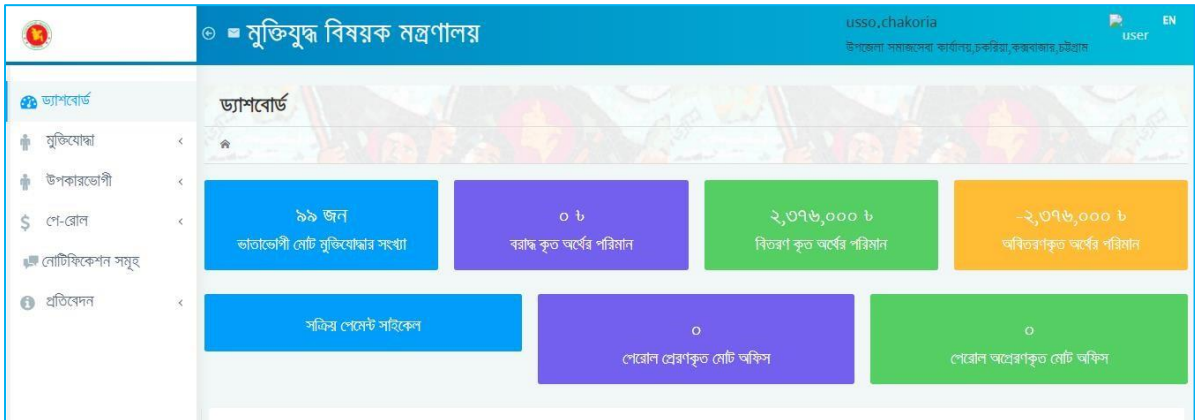 মুক্তিযুদ্ধ বিষয়ক মন্ত্রণালয়
usso,chakoria
উপজেলা সমাজসেবা কার্যালয়,চকরিয়া,কক্সবাজার,চট্টগ্রাম
user
EN
ড্যাশবোর্ড
মুক্তিযোদ্ধা
উপকারভোগী
পে-রোল
নোটিফিকেশন সমূহ
প্রতিবেদন
ড্যাশবোর্ড
৯৯ জন
ভাতাভোগী মোট মুক্তিযোদ্ধার সংখ্যা
০ ৳
বরাদ্ধ কৃত অর্থের পরিমান
২,৩৭৬,০০০ ৳
বিতরণ কৃত অর্থের পরিমান
-২,৩৭৬,০০০ ৳
অবিতরণকৃত অর্থের পরিমান
সক্রিয় পেমেন্ট সাইকেল
০
পেরোল প্রেরণকৃত মোট অফিস
০
পেরোল অপ্রেরণকৃত মোট অফিস